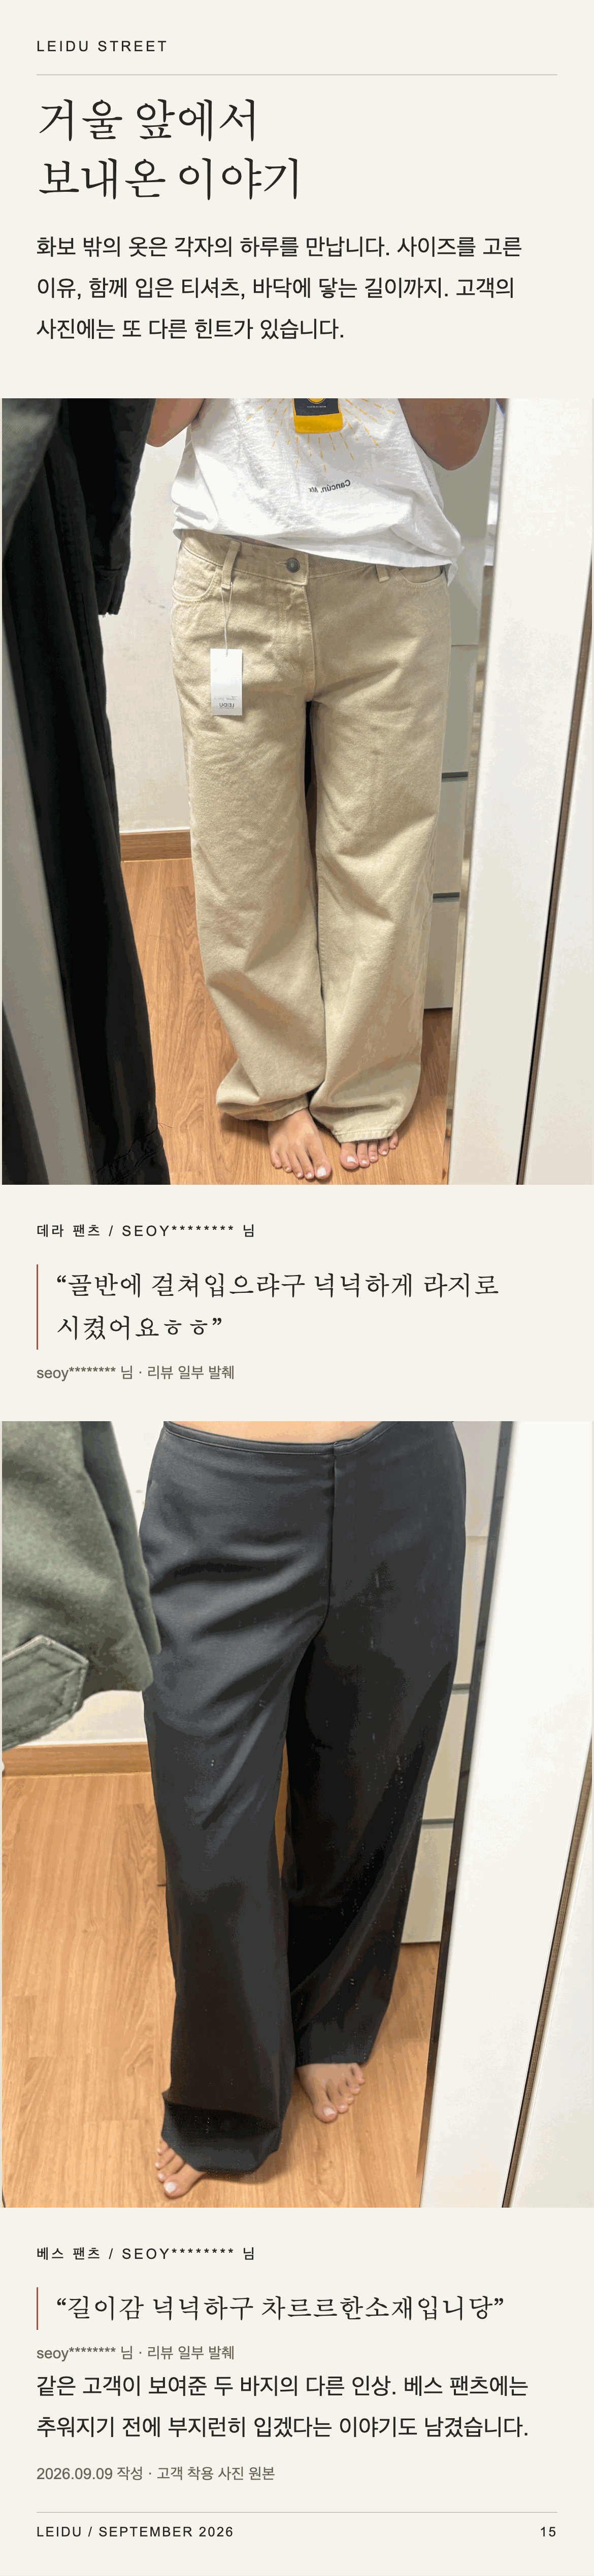 LEIDU STREET
거울 앞에서
보내온 이야기
화보 밖의 옷은 각자의 하루를 만납니다. 사이즈를 고른
이유, 함께 입은 티셔츠, 바닥에 닿는 길이까지. 고객의
사진에는 또 다른 힌트가 있습니다.
Cancún, Mx
LEIDU
데라 팬츠 / SEOY******** 님
“골반에 걸쳐입으랴구 넉넉하게 라지로
시켰어요ㅎㅎ”
seoy******** 님 · 리뷰 일부 발췌
베스 팬츠 / SEOY******** 님
“길이감 넉넉하구 차르르한소재입니당”
seoy******** 님 · 리뷰 일부 발췌
같은 고객이 보여준 두 바지의 다른 인상. 베스 팬츠에는
추워지기 전에 부지런히 입겠다는 이야기도 남겼습니다.
2026.09.09 작성 · 고객 착용 사진 원본
LEIDU / SEPTEMBER 2026
15